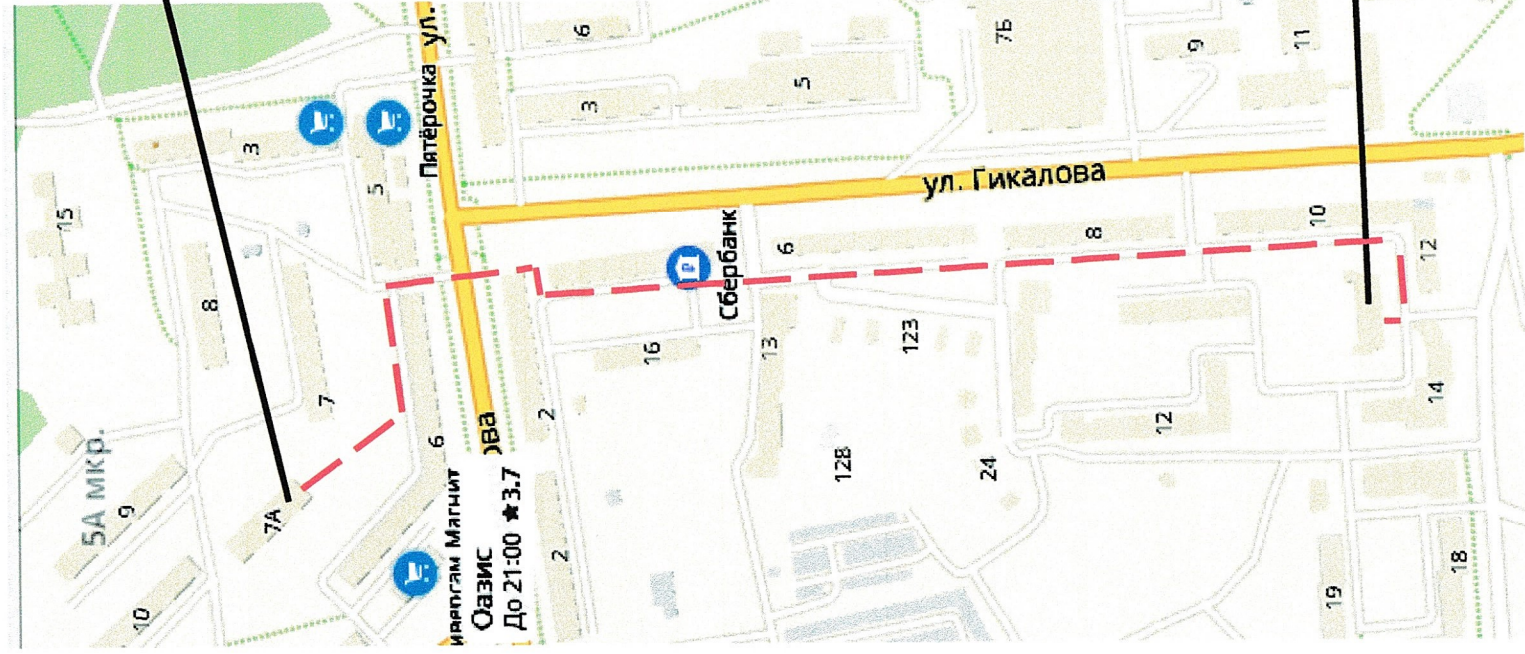 15
5А мкр.
9
10
3
8
7
7А
5
6
Пятёрочка
ул.
ова
Магнит
Оазис
До 21:00 ★3.7
6
3
5
7Б
9
11
ул. Гикалова
Сбербанк
6
8
10
12
2
2
16
13
123
128
24
12
14
19
18